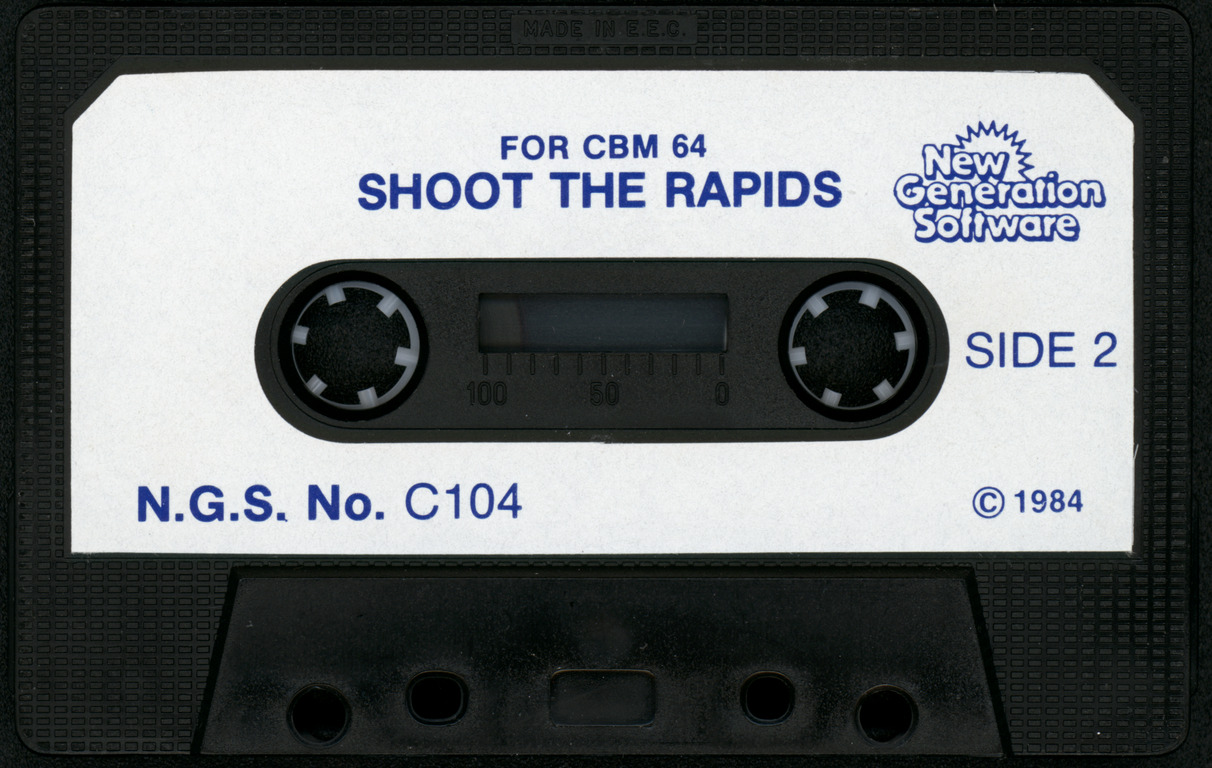 MADE IN E.E.C.
FOR CBM 64
SHOOT THE RAPIDS
New
Generation
Software
SIDE 2
100 50 0
N.G.S. No. C104
© 1984